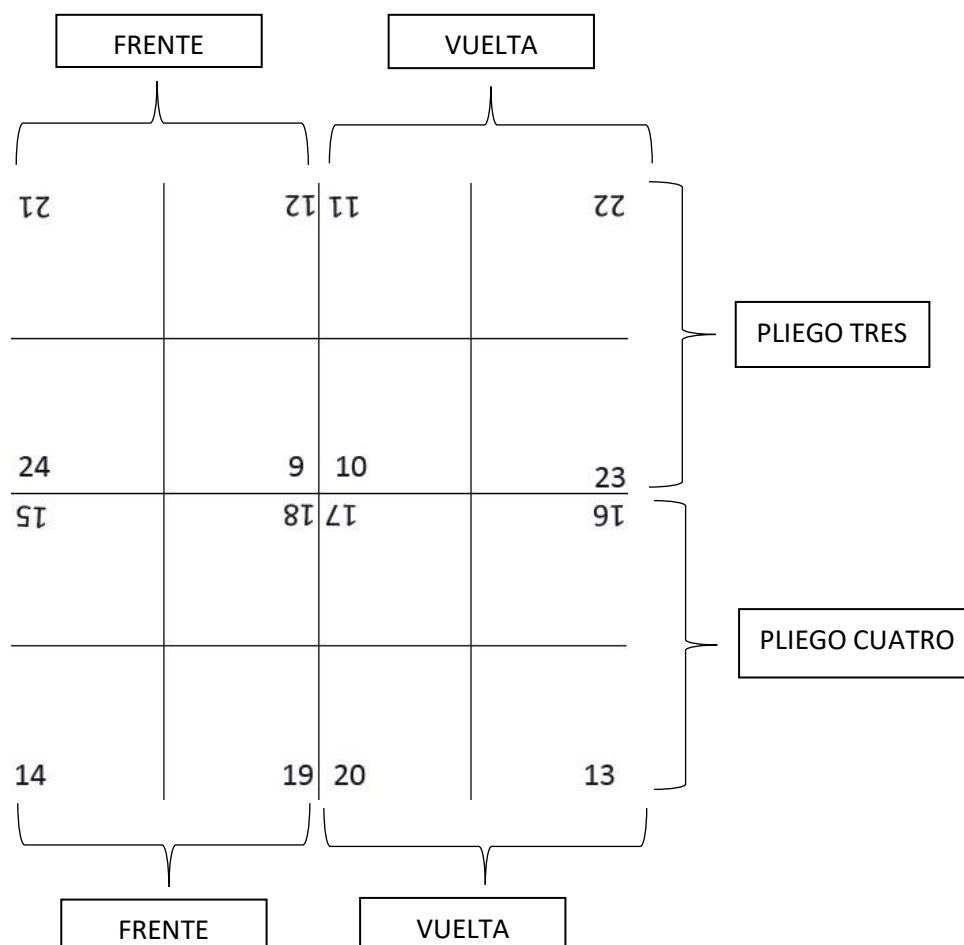 FRENTE VUELTA
21 12 11 22
PLIEGO TRES
24 9 10 23
15 18 17 16
PLIEGO CUATRO
14 19 20 13
FRENTE VUELTA